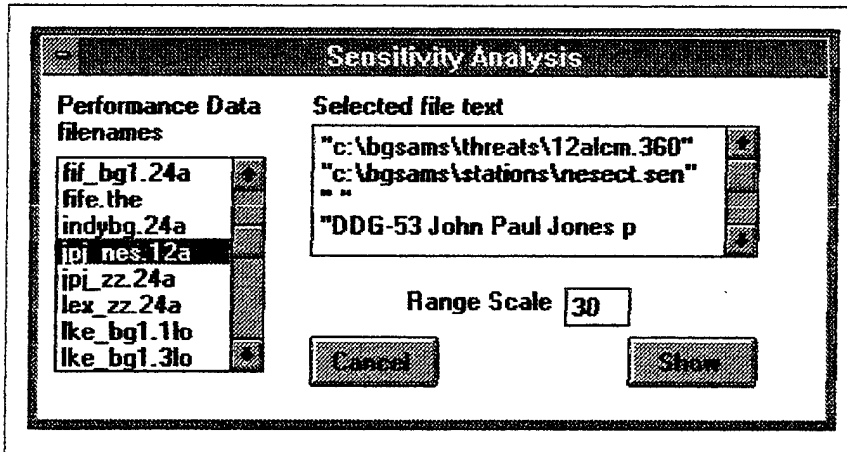 Sensitivity Analysis
Performance Data
filenames
fif_bg1.24a
fife.the
indybg.24a
jpj_nes.12a
jpj_zz.24a
lex_zz.24a
lke_bg1.1lo
lke_bg1.3lo
Selected file text
"c:\bgsams\threats\12alcm.360"
"c:\bgsams\stations\nesect.sen"
" "
"DDG-53 John Paul Jones p
Range Scale 30
Cancel
Show